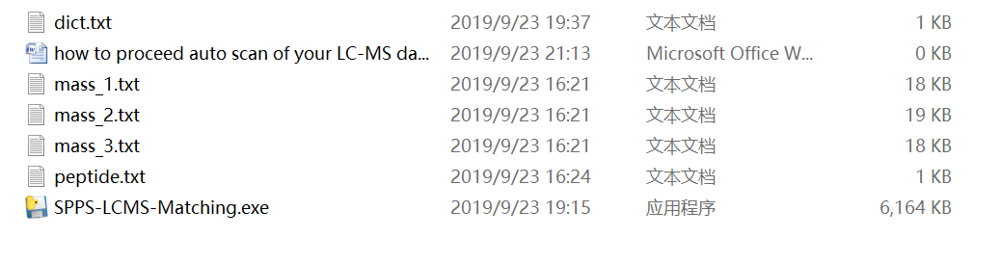 dict.txt 2019/9/23 19:37 文本文档 1 KB
how to proceed auto scan of your LC-MS da... 2019/9/23 21:13 Microsoft Office W... 0 KB
mass_1.txt 2019/9/23 16:21 文本文档 18 KB
mass_2.txt 2019/9/23 16:21 文本文档 19 KB
mass_3.txt 2019/9/23 16:21 文本文档 18 KB
peptide.txt 2019/9/23 16:24 文本文档 1 KB
SPPS-LCMS-Matching.exe 2019/9/23 19:15 应用程序 6,164 KB